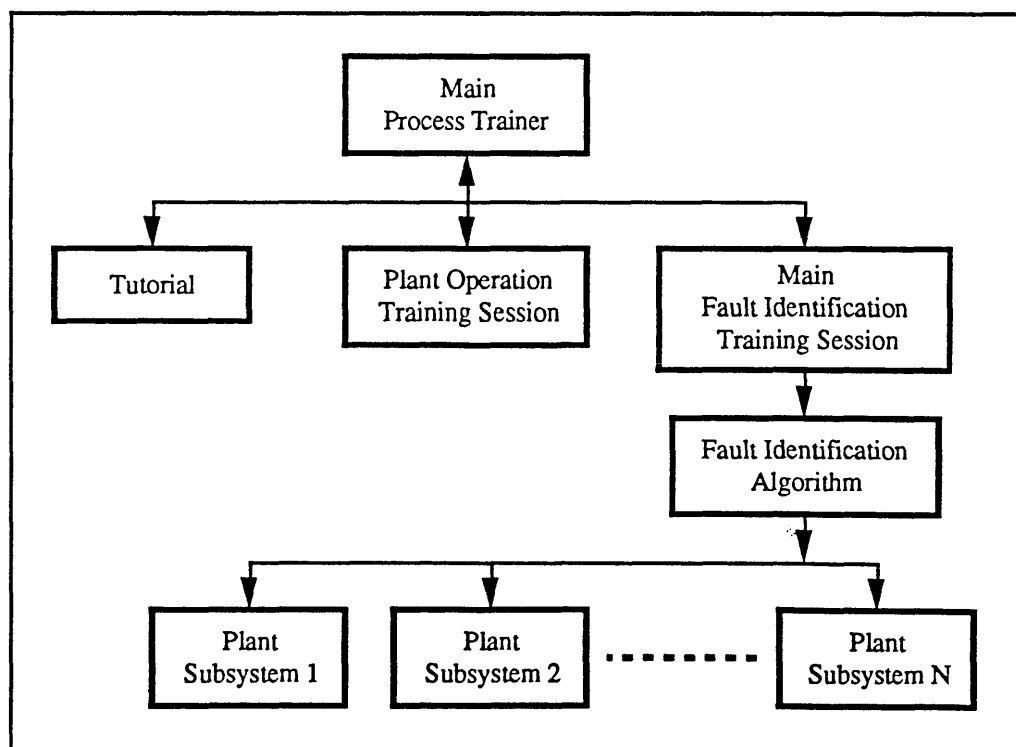 Main
Process Trainer
Tutorial
Plant Operation
Training Session
Main
Fault Identification
Training Session
Fault Identification
Algorithm
Plant
Subsystem 1
Plant
Subsystem 2
Plant
Subsystem N